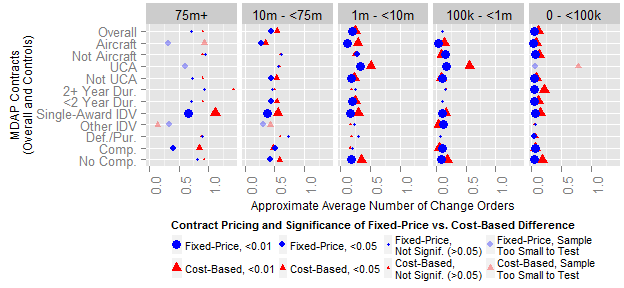 75m+ 10m - <75m 1m - <10m 100k - <1m 0 - <100k
MDAP Contracts
(Overall and Controls)
Overall
Aircraft
Not Aircraft
UCA
Not UCA
2+ Year Dur.
<2 Year Dur.
Single-Award IDV
Other IDV
Def./Pur.
Comp.
No Comp.
0.0 0.5 1.0 0.0 0.5 1.0 0.0 0.5 1.0 0.0 0.5 1.0 0.0 0.5 1.0
Approximate Average Number of Change Orders
Contract Pricing and Significance of Fixed-Price vs. Cost-Based Difference
Fixed-Price, <0.01 Fixed-Price, <0.05 Fixed-Price, Not Signif. (>0.05) Fixed-Price, Sample Too Small to Test
Cost-Based, <0.01 Cost-Based, <0.05 Cost-Based, Not Signif. (>0.05) Cost-Based, Sample Too Small to Test